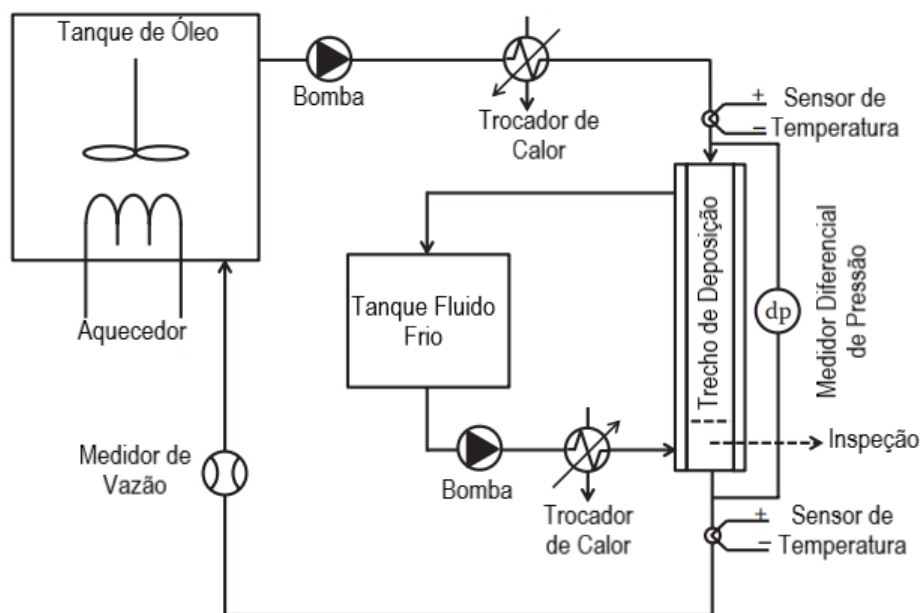 Tanque de Óleo
Bomba
Trocador de
Calor
+ Sensor de
– Temperatura
Aquecedor
Tanque Fluido
Frio
Trecho de Deposição
dp
Medidor Diferencial
de Pressão
Inspeção
Medidor de
Vazão
Bomba
Trocador
de Calor
+ Sensor de
– Temperatura